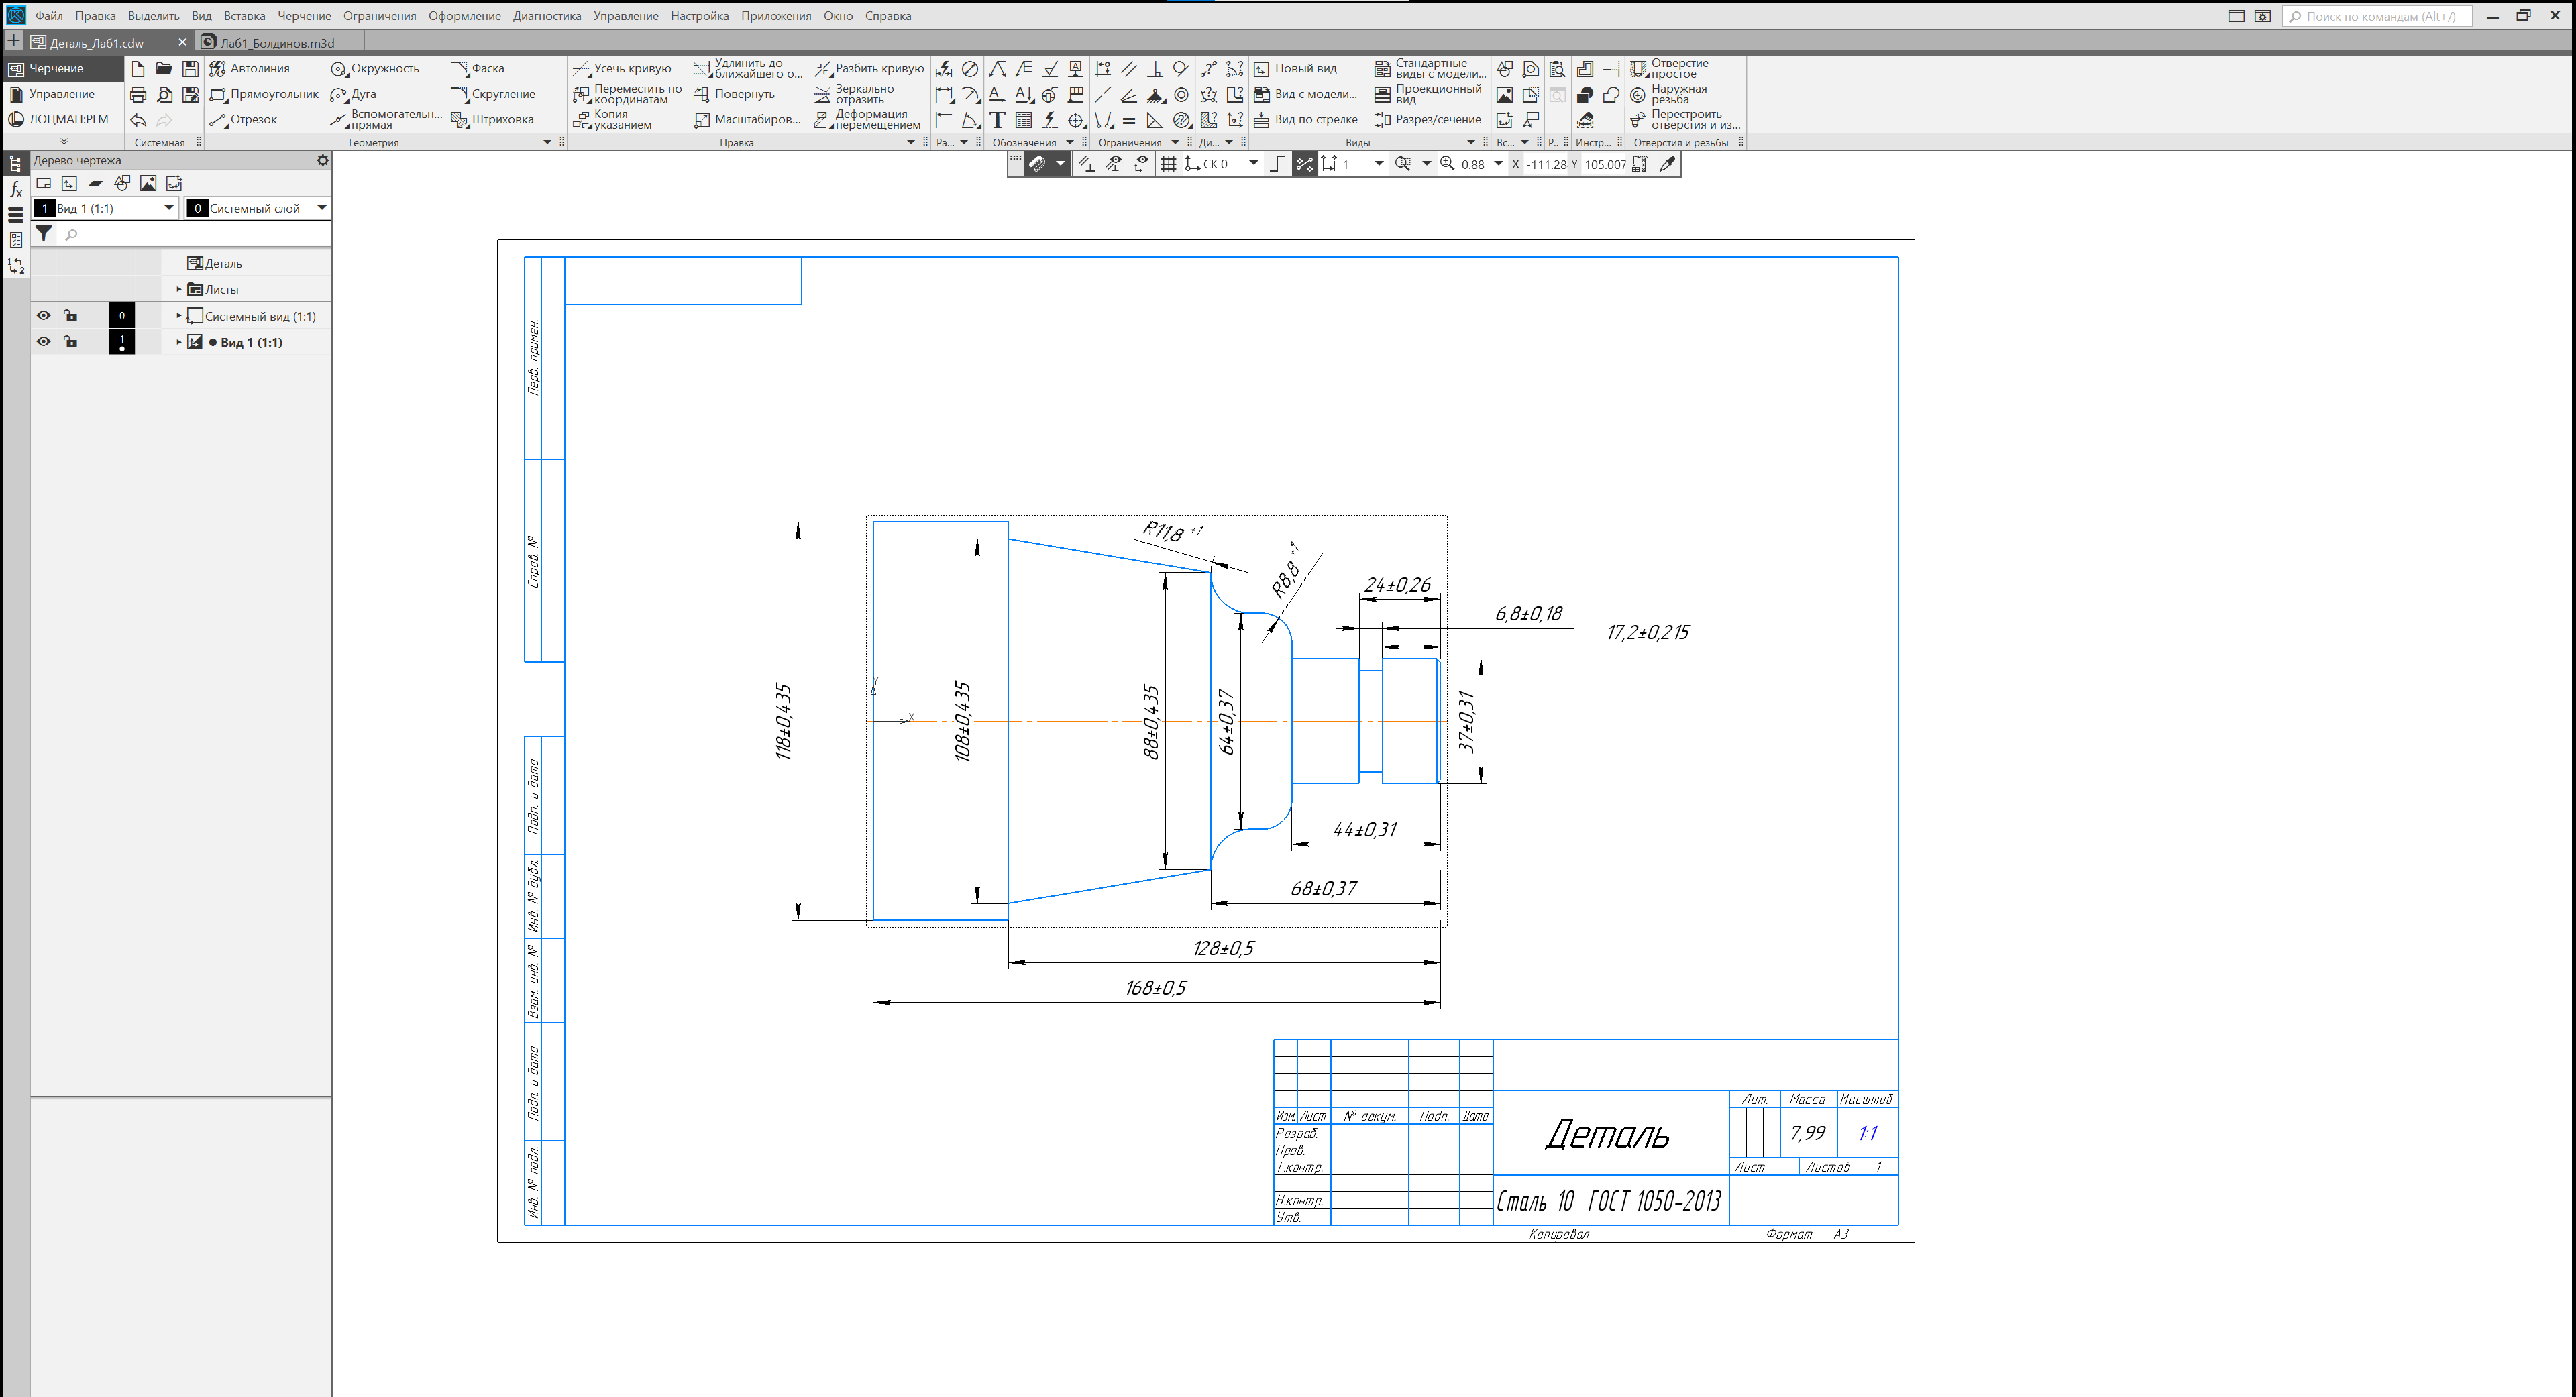 Файл Правка Выделить Вид Вставка Черчение Ограничения Оформление Диагностика Управление Настройка Приложения Окно Справка
Поиск по командам (Alt+/)
Деталь_Лаб1.cdw
Лаб1_Болдинов.m3d
Черчение
Управление
ЛОЦМАН:PLM
Системная
Автолиния Окружность Фаска
Прямоугольник Дуга Скругление
Отрезок Вспомогательн... прямая Штриховка
Геометрия
Усечь кривую Удлинить до ближайшего о... Разбить кривую
Переместить по координатам Повернуть Зеркально отразить
Копия указанием Масштабиров... Деформация перемещением
Правка
Ра...
Обозначения
Ограничения
Ди...
Новый вид Стандартные виды с модели...
Вид с модели... Проекционный вид
Вид по стрелке Разрез/сечение
Виды
Вс...
Р...
Инстр...
Отверстие простое
Наружная резьба
Перестроить отверстия и из...
Отверстия и резьбы
Дерево чертежа
СК 0 1 0.88 X -111.28 Y 105.007
1 Вид 1 (1:1) 0 Системный слой
Деталь
Листы
0 Системный вид (1:1)
1 Вид 1 (1:1)
Перв. примен.
Справ. №
Подп. и дата
Инв. № дубл.
Взам. инв. №
Подп. и дата
Инв. № подл.
R11,8 +1
R8,8 +1
24±0,26
6,8±0,18
17,2±0,215
118±0,435
108±0,435
88±0,435
64±0,37
37±0,31
Y
X
44±0,31
68±0,37
128±0,5
168±0,5
Изм. Лист № докум. Подп. Дата
Разраб.
Пров.
Т.контр.
Н.контр.
Утв.
Деталь
Лит. Масса Масштаб
7,99 1:1
Лист Листов 1
Сталь 10 ГОСТ 1050-2013
Копировал Формат А3